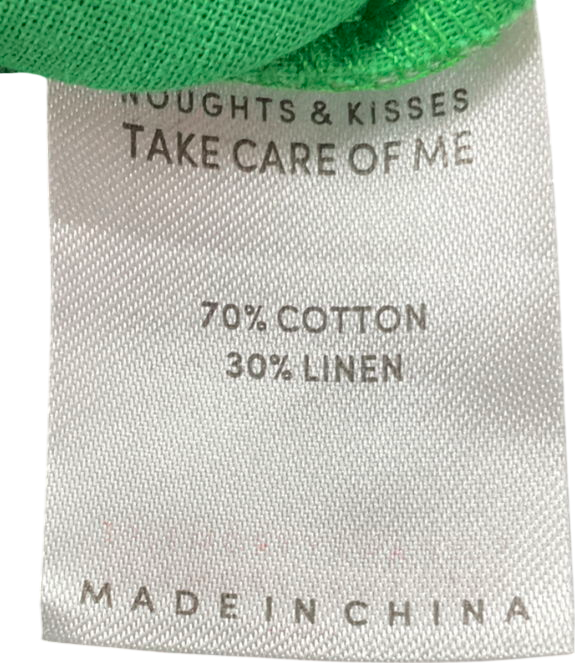 NOUGHTS & KiSSES
TAKE CARE OF ME
70% COTTON
30% LINEN
MADE IN CHINA